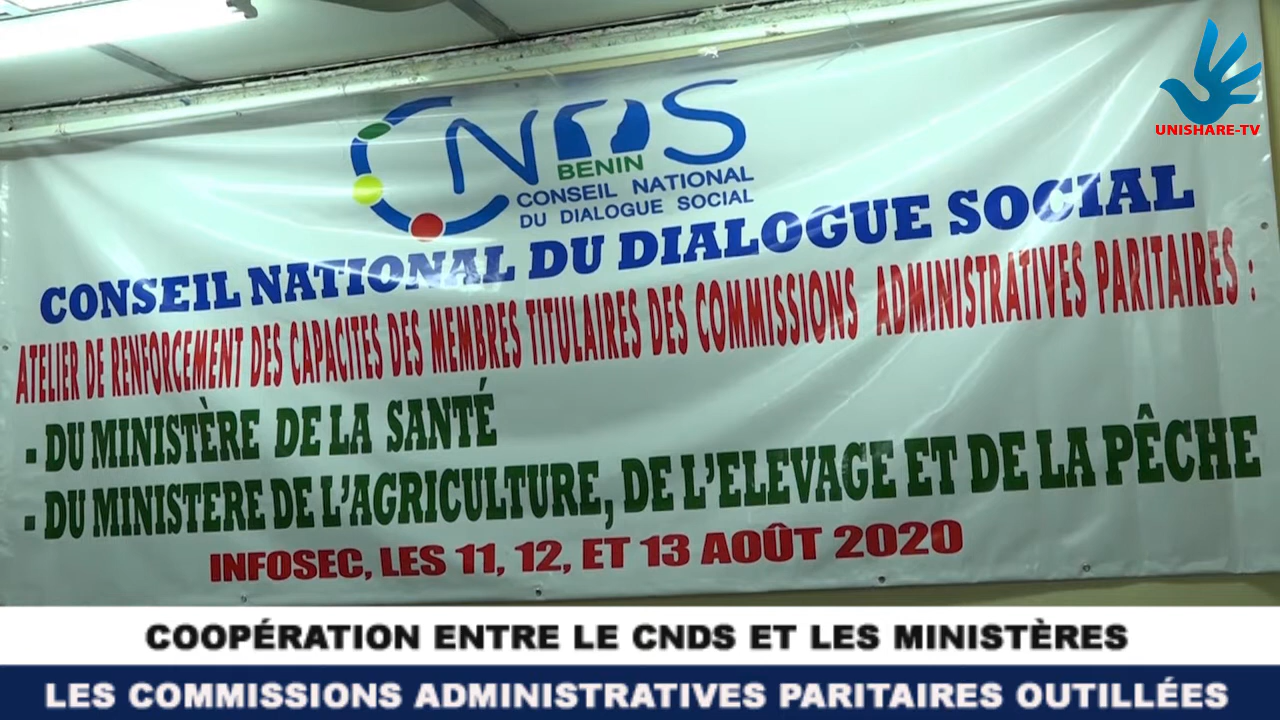 CNDS
BENIN
CONSEIL NATIONAL
DU DIALOGUE SOCIAL
UNISHARE-TV
CONSEIL NATIONAL DU DIALOGUE SOCIAL
ATELIER DE RENFORCEMENT DES CAPACITES DES MEMBRES TITULAIRES DES COMMISSIONS ADMINISTRATIVES PARITAIRES :
- DU MINISTÈRE DE LA SANTÉ
- DU MINISTERE DE L'AGRICULTURE, DE L'ELEVAGE ET DE LA PÊCHE
INFOSEC, LES 11, 12, ET 13 AOÛT 2020
COOPÉRATION ENTRE LE CNDS ET LES MINISTÈRES
LES COMMISSIONS ADMINISTRATIVES PARITAIRES OUTILLÉES